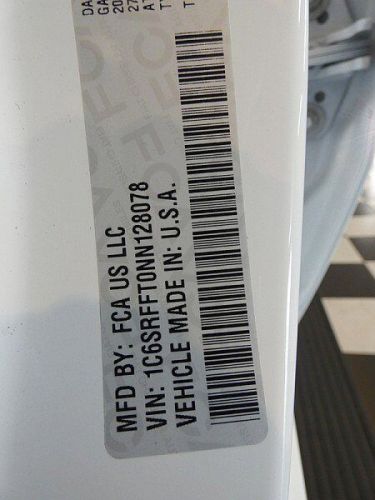 MFD BY: FCA US LLC
VIN: 1C6SRFFT0NN128078
VEHICLE MADE IN: U.S.A.